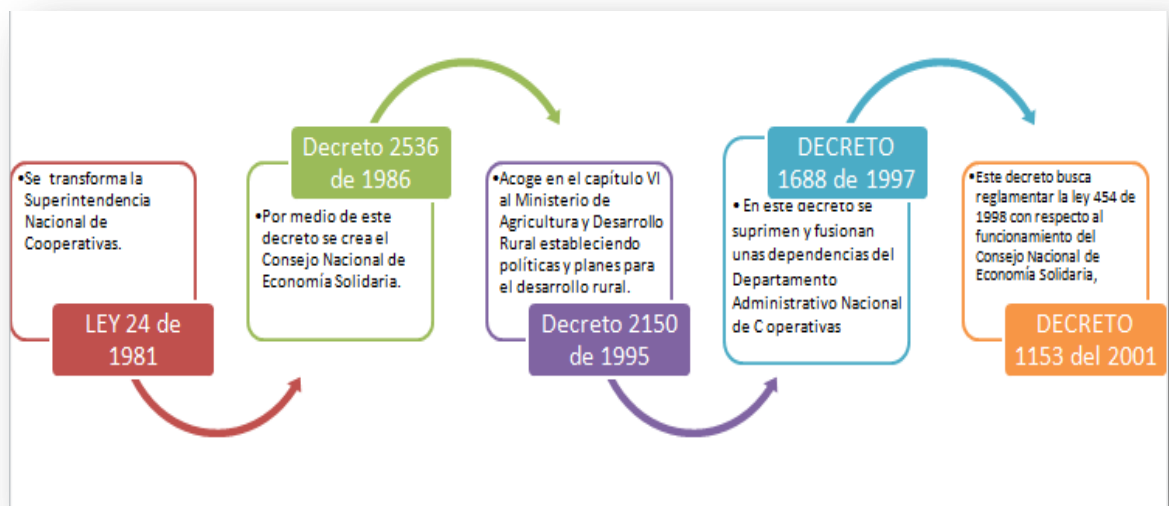 •Se transforma la
Superintendencia
Nacional de
Cooperativas.
LEY 24 de
1981
Decreto 2536
de 1986
•Por medio de este
decreto se crea el
Consejo Nacional de
Economía Solidaria.
•Acoge en el capítulo VI
al Ministerio de
Agricultura y Desarrollo
Rural estableciendo
políticas y planes para
el desarrollo rural.
Decreto 2150
de 1995
DECRETO
1688 de 1997
• En este decreto se
suprimen y fusionan
unas dependencias del
Departamento
Administrativo Nacional
de C operativas
•Este decreto busca
reglamentar la ley 454 de
1998 con respecto al
funcionamiento del
Consejo Nacional de
Economía Solidaria,
DECRETO
1153 del 2001